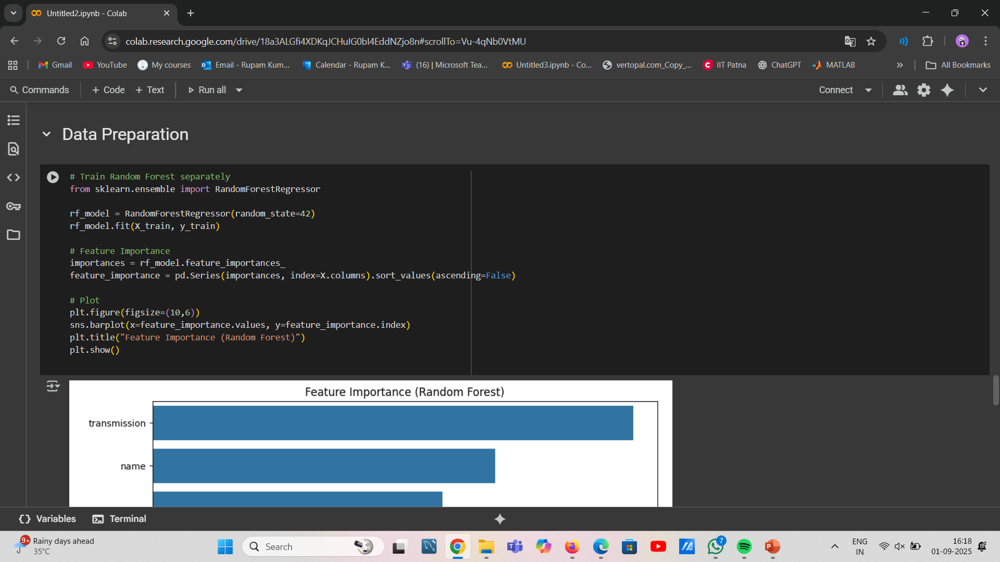 Untitled2.ipynb - Colab
colab.research.google.com/drive/18a3ALGfi4XDKqJCHuIG0bI4EddNZjo8n#scrollTo=Vu-4qNb0VtMU
Gmail
YouTube
My courses
Email - Rupam Kum...
Calendar - Rupam K...
(16) | Microsoft Tea...
Untitled3.ipynb - Co...
vertopal.com_Copy_...
IIT Patna
ChatGPT
MATLAB
All Bookmarks
Commands
+ Code
+ Text
Run all
Connect
Data Preparation
# Train Random Forest separately
from sklearn.ensemble import RandomForestRegressor
rf_model = RandomForestRegressor(random_state=42)
rf_model.fit(X_train, y_train)
# Feature Importance
importances = rf_model.feature_importances_
feature_importance = pd.Series(importances, index=X.columns).sort_values(ascending=False)
# Plot
plt.figure(figsize=(10,6))
sns.barplot(x=feature_importance.values, y=feature_importance.index)
plt.title("Feature Importance (Random Forest)")
plt.show()
Feature Importance (Random Forest)
transmission
name
Variables
Terminal
9+
Rainy days ahead
35°C
Search
7
ENG
IN
16:18
01-09-2025